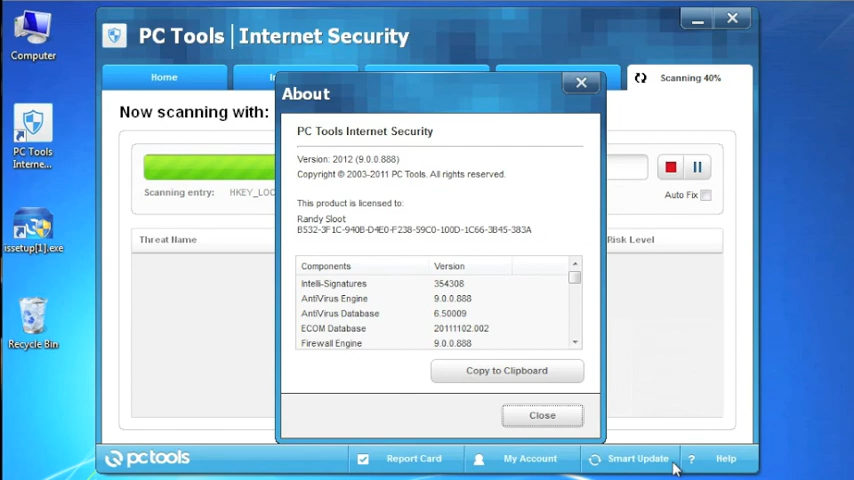 Computer
PC Tools
Interne...
issetup[1].exe
Recycle Bin
PC Tools | Internet Security
Home
In
Scanning 40%
Now scanning with:
Scanning entry: HKEY_LOC
Auto Fix
Threat Name
Risk Level
About
PC Tools Internet Security
Version: 2012 (9.0.0.888)
Copyright © 2003-2011 PC Tools. All rights reserved.
This product is licensed to:
Randy Sloot
B532-3F1C-940B-D4E0-F238-59C0-100D-1C66-3B45-383A
Components Version
Intelli-Signatures 354308
AntiVirus Engine 9.0.0.888
AntiVirus Database 6.50009
ECOM Database 20111102.002
Firewall Engine 9.0.0.888
Copy to Clipboard
Close
pctools
Report Card
My Account
Smart Update
? Help